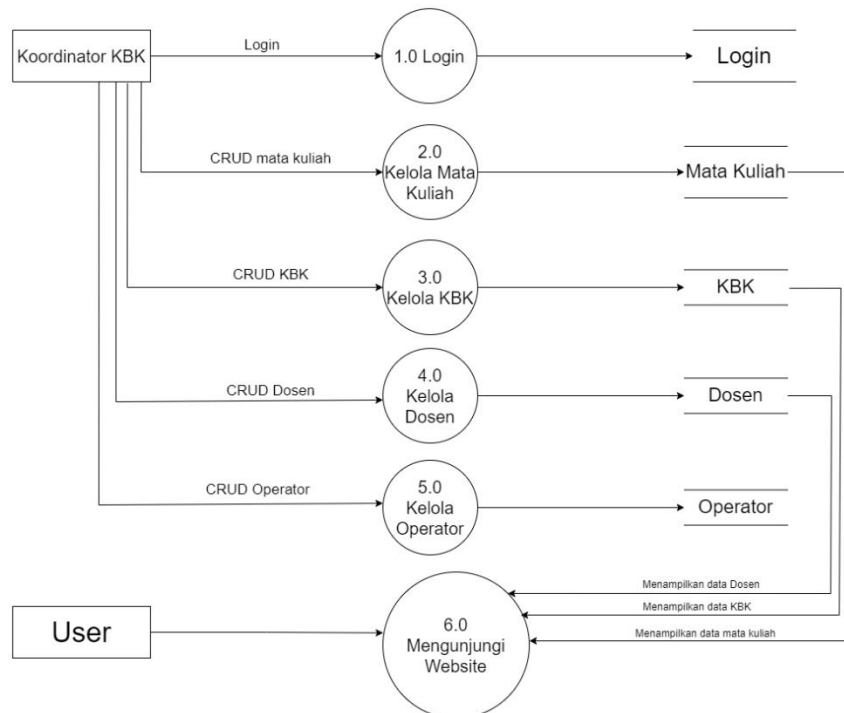 Koordinator KBK
Login
1.0 Login
Login
CRUD mata kuliah
2.0
Kelola Mata
Kuliah
Mata Kuliah
CRUD KBK
3.0
Kelola KBK
KBK
CRUD Dosen
4.0
Kelola
Dosen
Dosen
CRUD Operator
5.0
Kelola
Operator
Operator
Menampilkan data Dosen
Menampilkan data KBK
Menampilkan data mata kuliah
User
6.0
Mengunjungi
Website